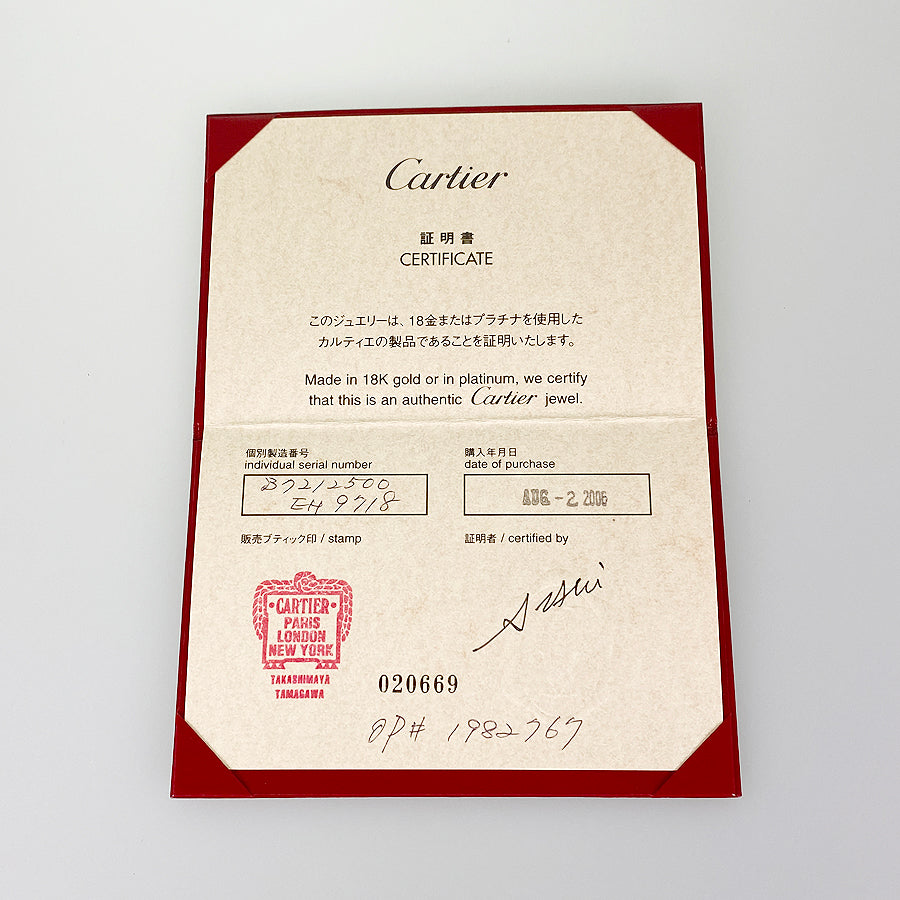 Cartier
証明書
CERTIFICATE
このジュエリーは、18金またはプラチナを使用した
カルティエの製品であることを証明いたします。
Made in 18K gold or in platinum, we certify
that this is an authentic Cartier jewel.
個別製造番号
individual serial number
B7212500
EH 9718
購入年月日
date of purchase
AUG -2 2006
販売ブティック印 / stamp
証明者 / certified by
CARTIER
PARIS
LONDON
NEW YORK
TAKASHIMAYA
TAMAGAWA
020669
OP# 1982767